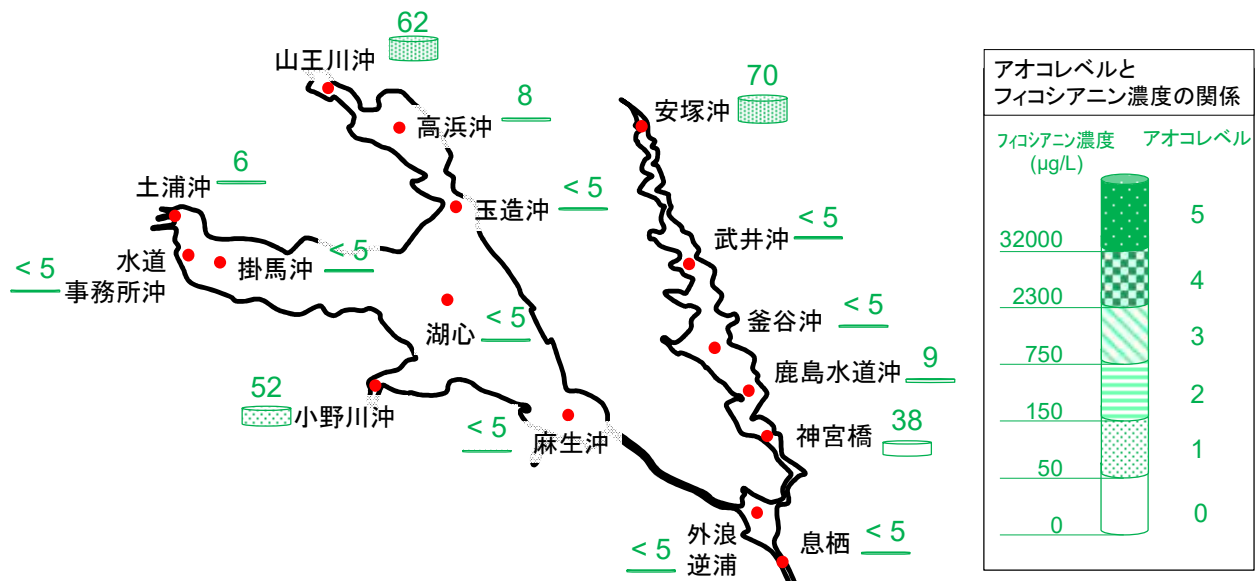 62
山王川沖
8
高浜沖
70
安塚沖
6
土浦沖
< 5
玉造沖
< 5
武井沖
< 5
水道
事務所沖
< 5
掛馬沖
< 5
湖心
< 5
釜谷沖
9
鹿島水道沖
52
小野川沖
< 5
麻生沖
38
神宮橋
< 5
外浪
逆浦
< 5
息栖
アオコレベルと
フィコシアニン濃度の関係
フィコシアニン濃度
(µg/L)
アオコレベル
5
32000
4
2300
3
750
2
150
1
50
0
0